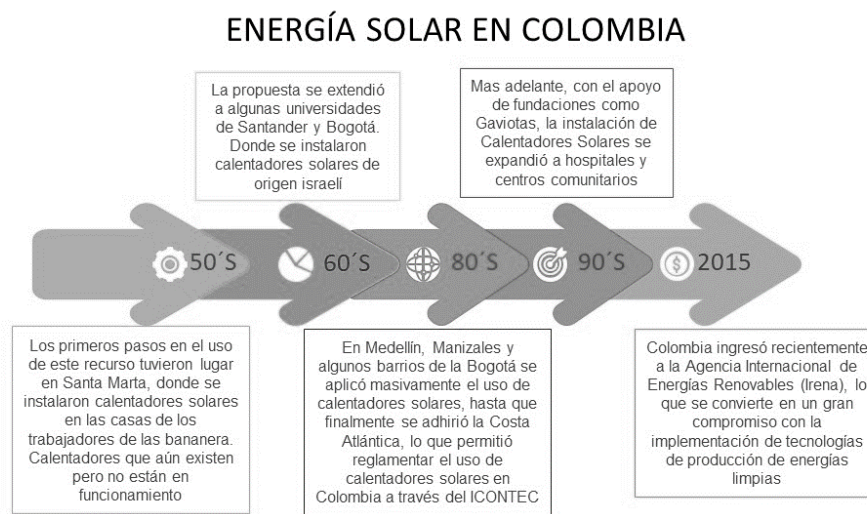 ENERGÍA SOLAR EN COLOMBIA
La propuesta se extendió
a algunas universidades
de Santander y Bogotá.
Donde se instalaron
calentadores solares de
origen israelí
Mas adelante, con el apoyo
de fundaciones como
Gaviotas, la instalación de
Calentadores Solares se
expandió a hospitales y
centros comunitarios
50´S
60´S
80´S
90´S
2015
Los primeros pasos en el uso
de este recurso tuvieron lugar
en Santa Marta, donde se
instalaron calentadores solares
en las casas de los
trabajadores de las bananera.
Calentadores que aún existen
pero no están en
funcionamiento
En Medellín, Manizales y
algunos barrios de la Bogotá se
aplicó masivamente el uso de
calentadores solares, hasta que
finalmente se adhirió la Costa
Atlántica, lo que permitió
reglamentar el uso de
calentadores solares en
Colombia a través del ICONTEC
Colombia ingresó recientemente
a la Agencia Internacional de
Energías Renovables (Irena), lo
que se convierte en un gran
compromiso con la
implementación de tecnologías
de producción de energías
limpias